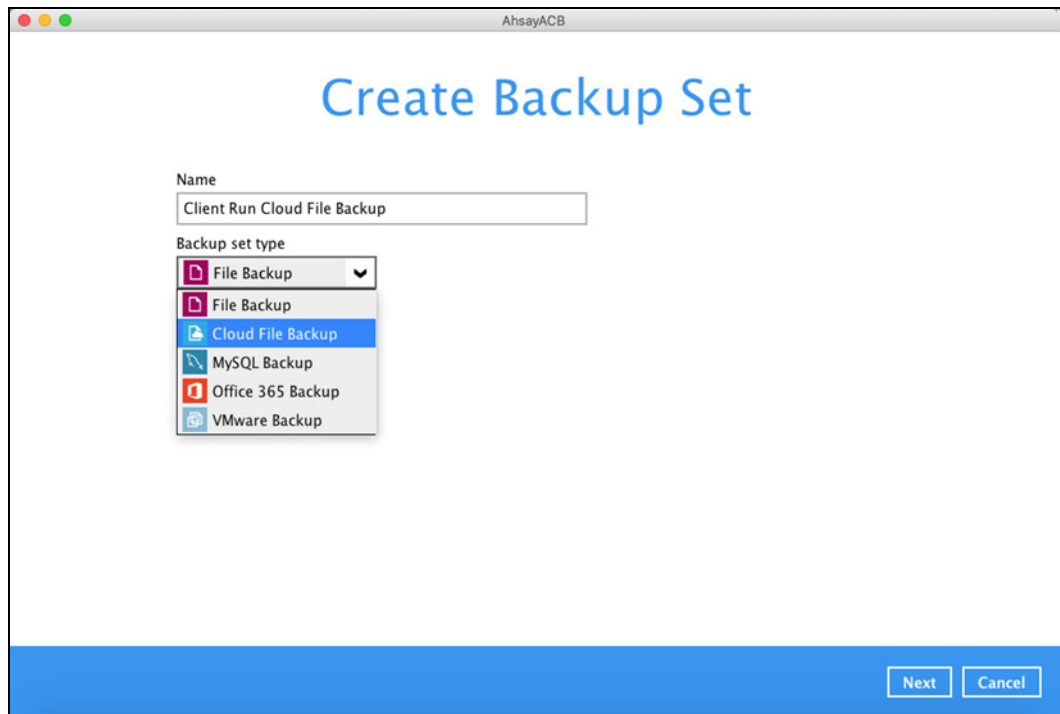 AhsayACB
Create Backup Set
Name
Client Run Cloud File Backup
Backup set type
File Backup
File Backup
Cloud File Backup
MySQL Backup
Office 365 Backup
VMware Backup
Next Cancel